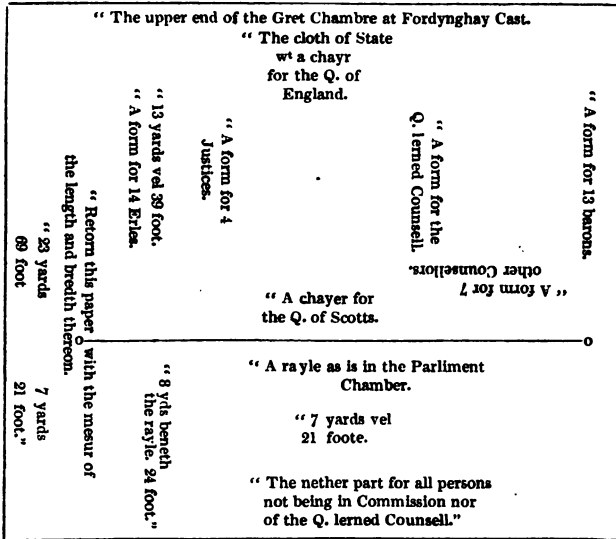 “ The upper end of the Gret Chambre at Fordynghay Cast.
“ The cloth of State
wt a chayr
for the Q. of
England.
“ 13 yards vel 39 foot.
“ A form for 14 Erles.
“ A form for 4
Justices.
“ A form for the
Q. lerned Counsell.
“ A form for 13 barons.
“ A form for 7
other Counsellors.
“ Retorn this paper with the mesur of
the length and bredth thereon.
“ 23 yards
69 foot
7 yards
21 foot.”
“ A chayer for
the Q. of Scotts.
o
o
“ A rayle as is in the Parliment
Chamber.
“ 8 yds beneth
the rayle. 24 foot.”
“ 7 yards vel
21 foote.
“ The nether part for all persons
not being in Commission nor
of the Q. lerned Counsell.”